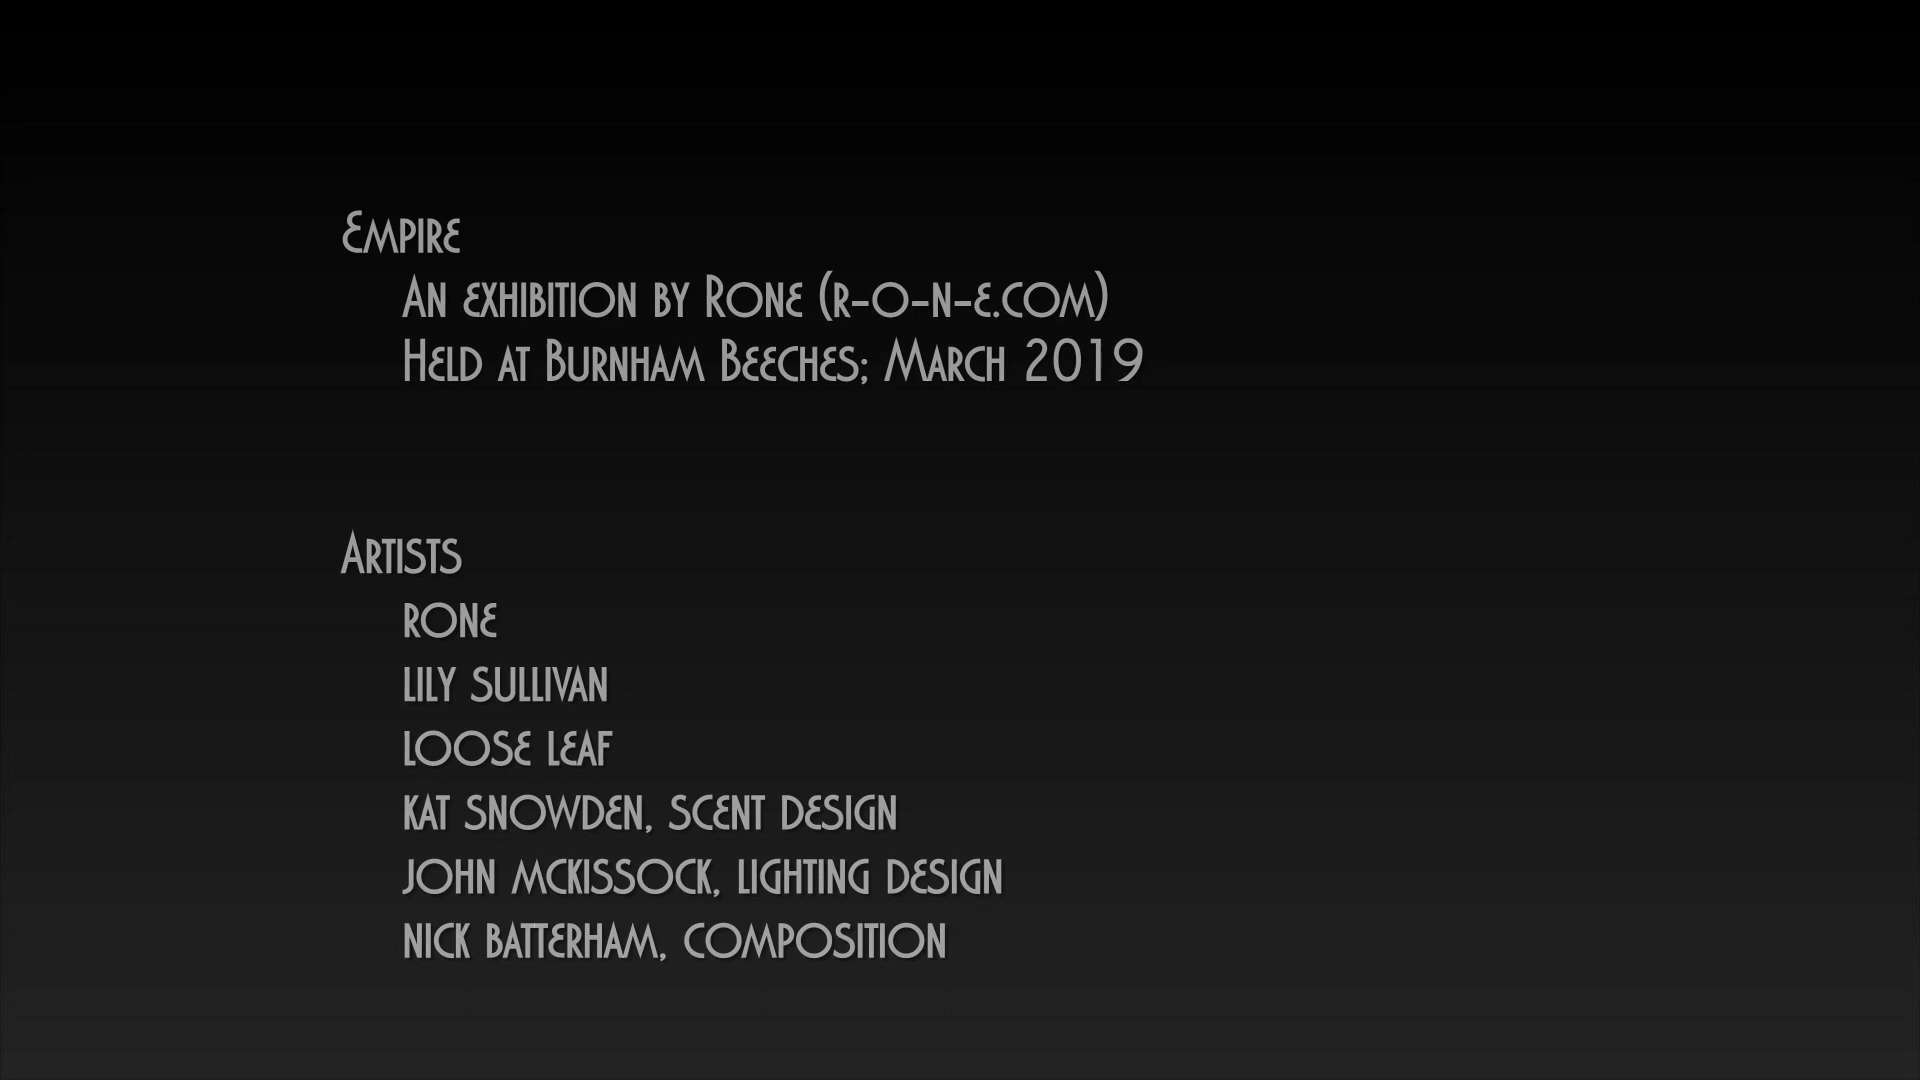 Empire
An exhibition by Rone (r-o-n-e.com)
Held at Burnham Beeches; March 2019
Artists
rone
lily sullivan
loose leaf
kat snowden, scent design
john mckissock, lighting design
nick batterham, composition